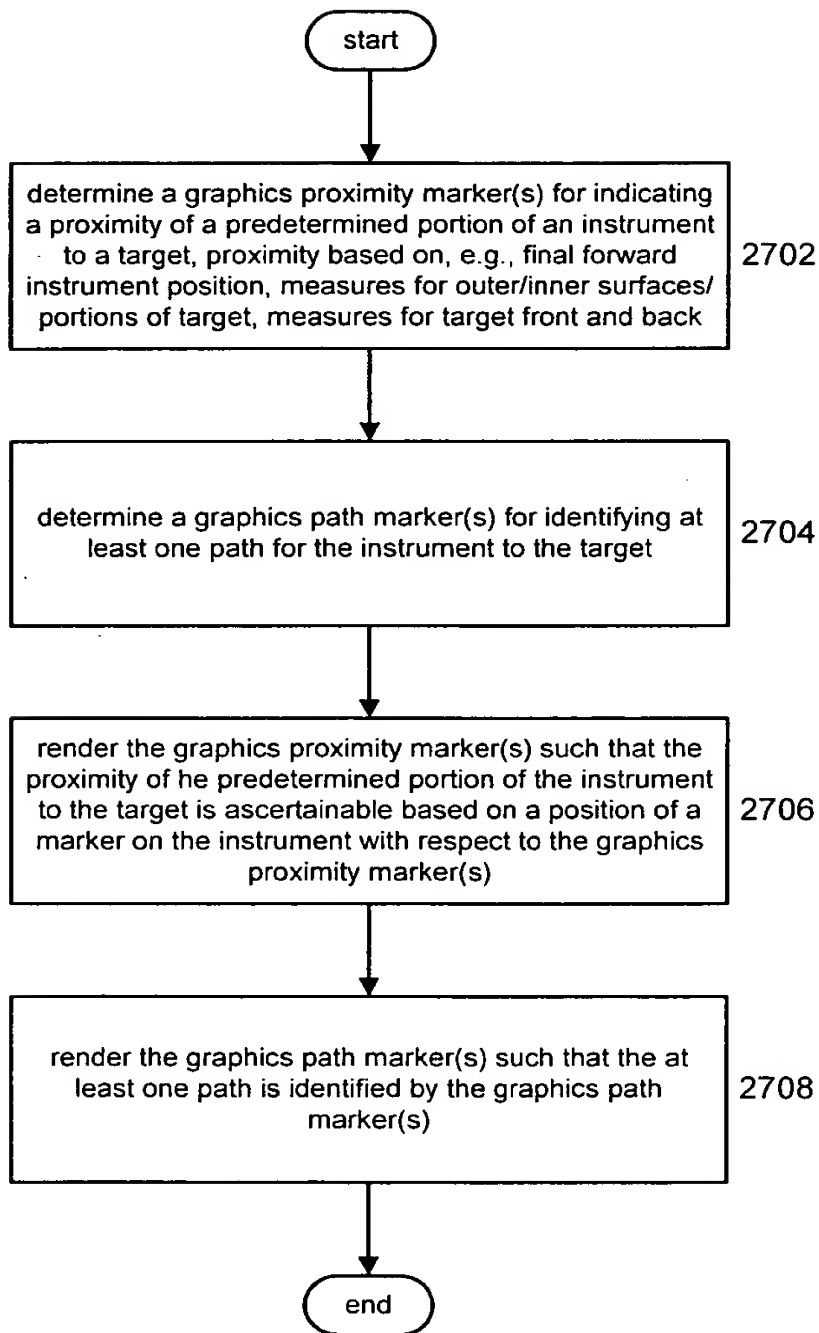 start
determine a graphics proximity marker(s) for indicating
a proximity of a predetermined portion of an instrument
to a target, proximity based on, e.g., final forward
instrument position, measures for outer/inner surfaces/
portions of target, measures for target front and back
2702
determine a graphics path marker(s) for identifying at
least one path for the instrument to the target
2704
render the graphics proximity marker(s) such that the
proximity of he predetermined portion of the instrument
to the target is ascertainable based on a position of a
marker on the instrument with respect to the graphics
proximity marker(s)
2706
render the graphics path marker(s) such that the at
least one path is identified by the graphics path
marker(s)
2708
end